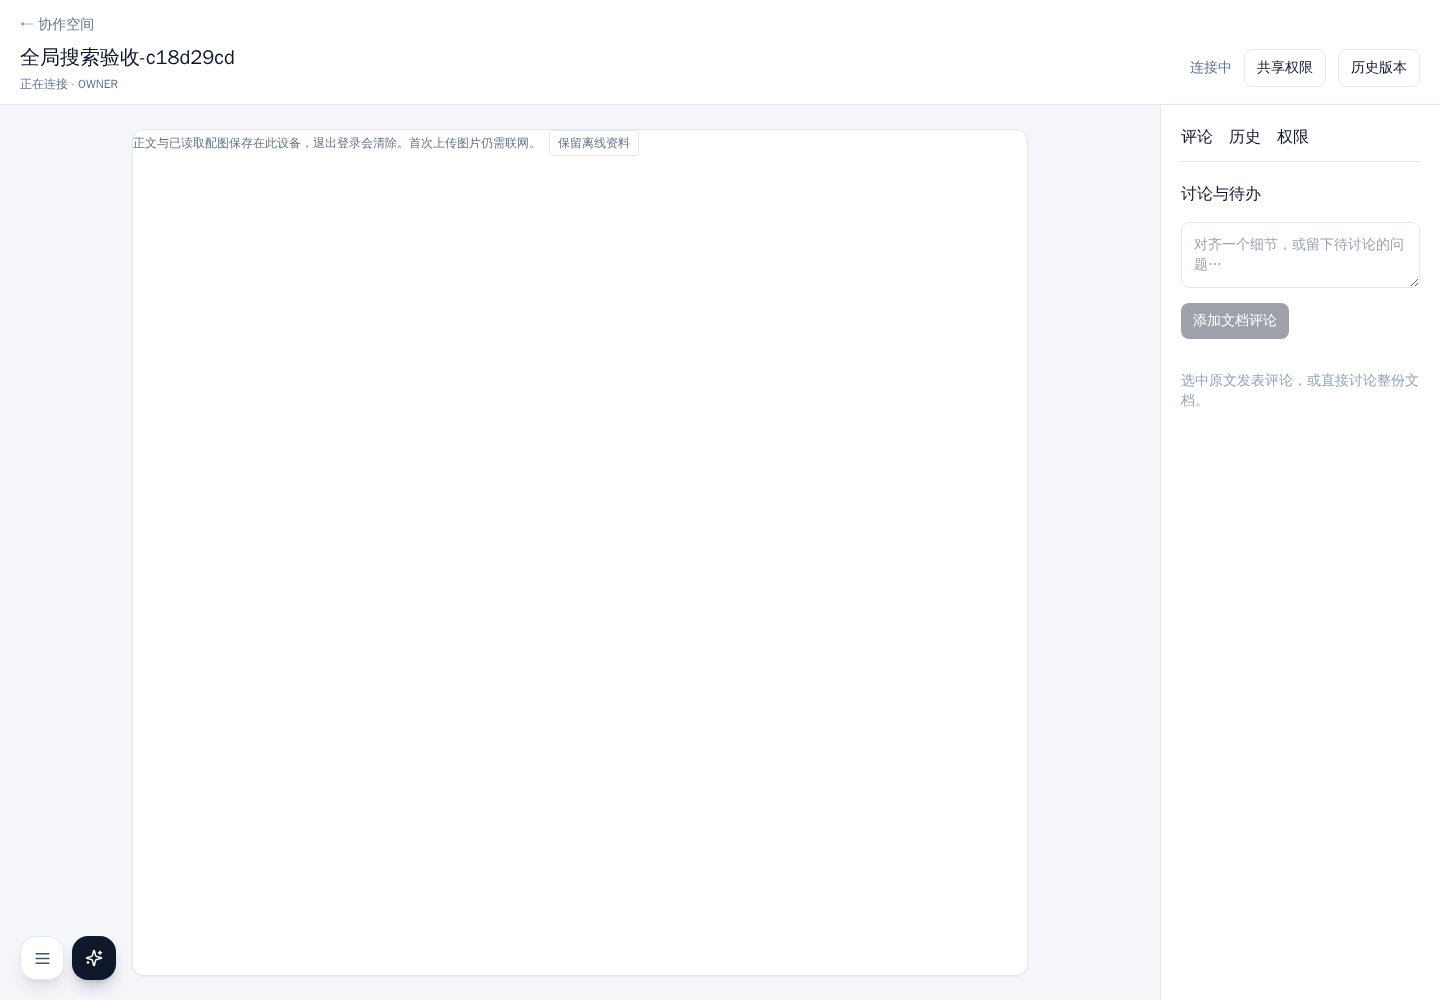 ← 协作空间
全局搜索验收-c18d29cd
正在连接 · OWNER
连接中
共享权限
历史版本
正文与已读取配图保存在此设备，退出登录会清除。首次上传图片仍需联网。
保留离线资料
评论 历史 权限
讨论与待办
对齐一个细节，或留下待讨论的问
题…
添加文档评论
选中原文发表评论，或直接讨论整份文
档。